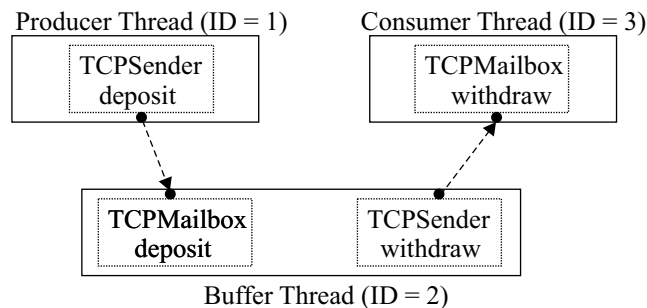 Producer Thread (ID = 1)
Consumer Thread (ID = 3)
TCPSender
deposit
TCPMailbox
withdraw
TCPMailbox
deposit
TCPSender
withdraw
Buffer Thread (ID = 2)